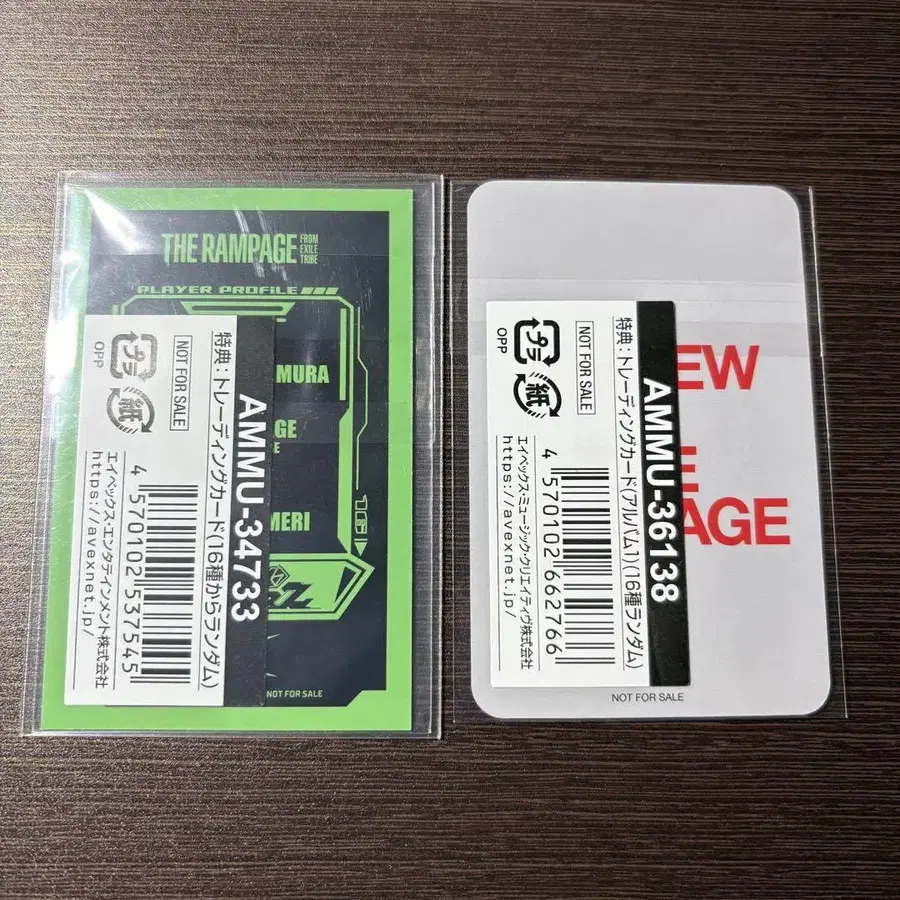 THE RAMPAGE
FROM
EXILE
TRIBE
PLAYER PROFILE
MURA
GE
E
MERI
16
NOT FOR SALE
AMMU-34733
特典：トレーディングカード(16種からランダム)
NOT FOR SALE
プラ
OPP
紙
4 570102 537545
エイベックス・エンタテインメント株式会社
https://avexnet.jp/
EW
E
AGE
NOT FOR SALE
AMMU-36138
特典：トレーディングカード(アルバム1)(16種ランダム)
NOT FOR SALE
プラ
OPP
紙
4 570102 662766
エイベックス・ミュージック・クリエイティヴ株式会社
https://avexnet.jp/